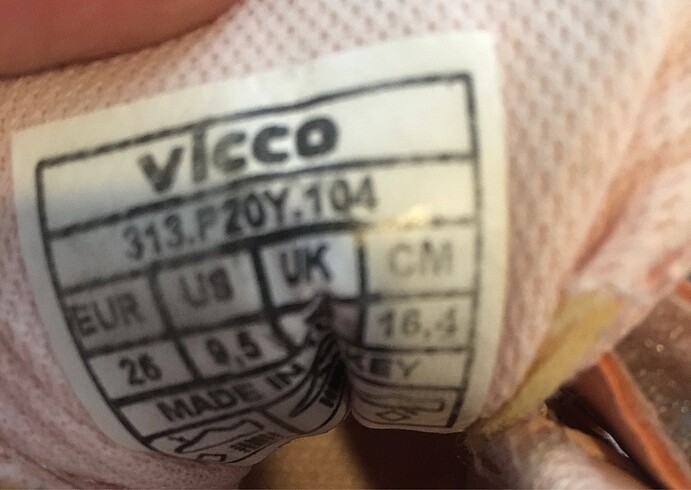 vicco
313.P20Y.104
EUR US UK CM
26 9,5 16,4
MADE IN KEY